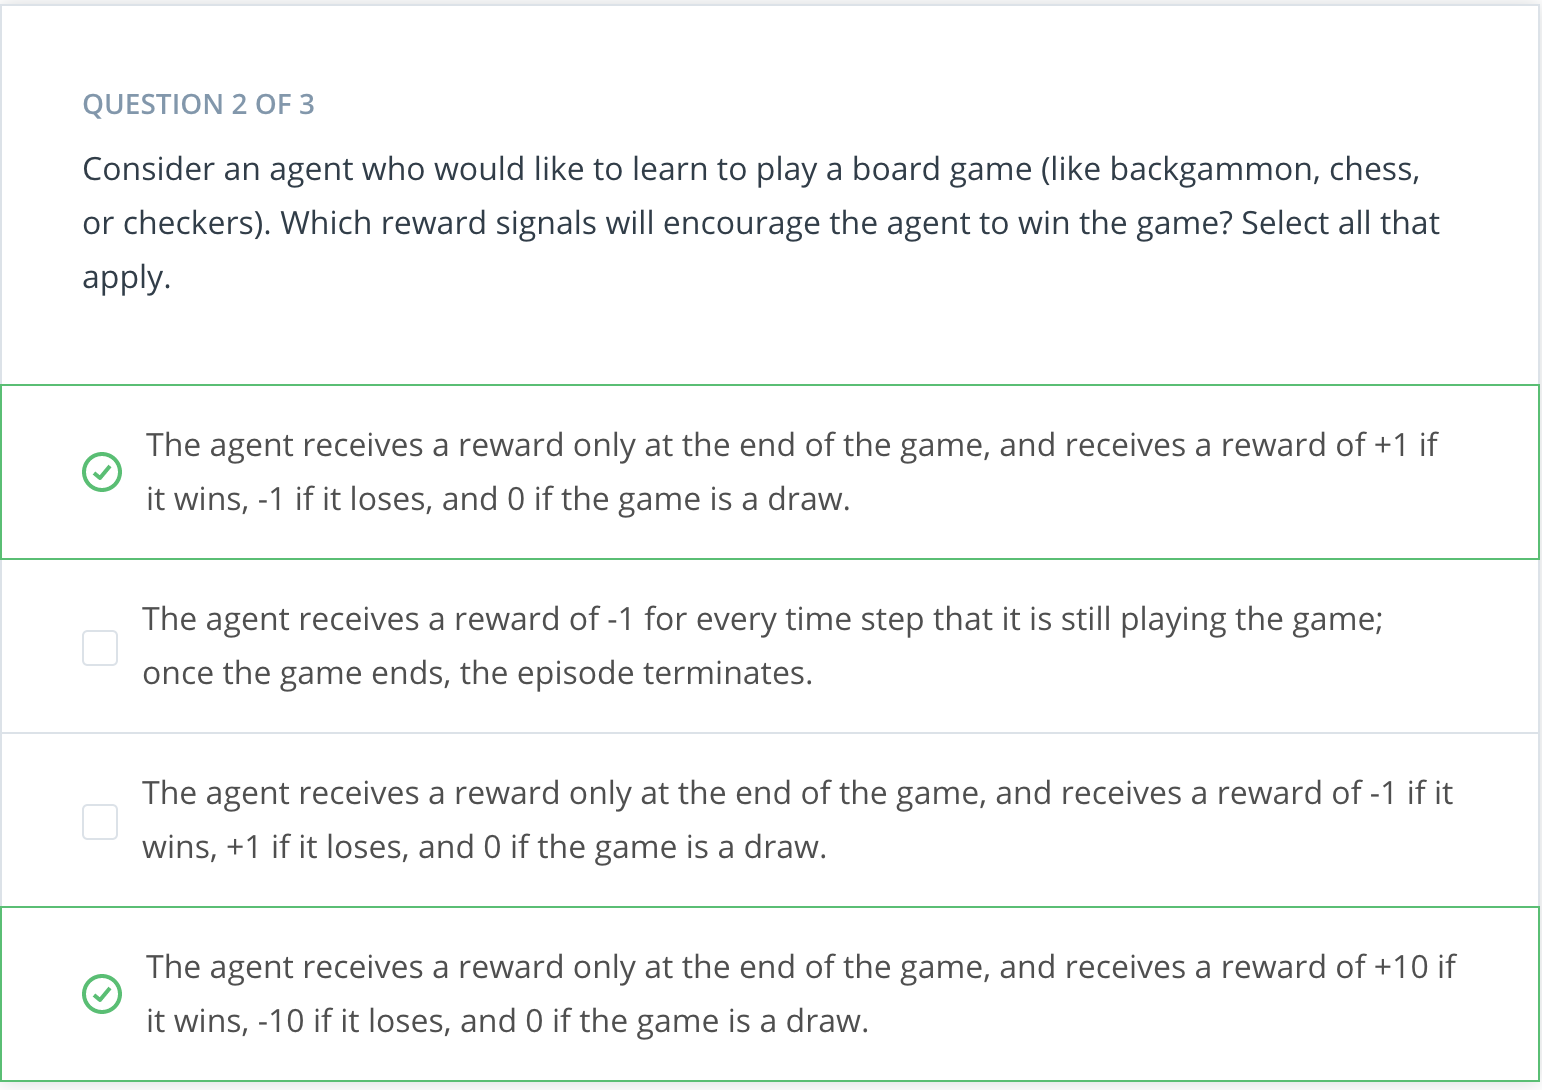 QUESTION 2 OF 3
Consider an agent who would like to learn to play a board game (like backgammon, chess,
or checkers). Which reward signals will encourage the agent to win the game? Select all that
apply.
The agent receives a reward only at the end of the game, and receives a reward of +1 if
it wins, -1 if it loses, and 0 if the game is a draw.
The agent receives a reward of -1 for every time step that it is still playing the game;
once the game ends, the episode terminates.
The agent receives a reward only at the end of the game, and receives a reward of -1 if it
wins, +1 if it loses, and 0 if the game is a draw.
The agent receives a reward only at the end of the game, and receives a reward of +10 if
it wins, -10 if it loses, and 0 if the game is a draw.